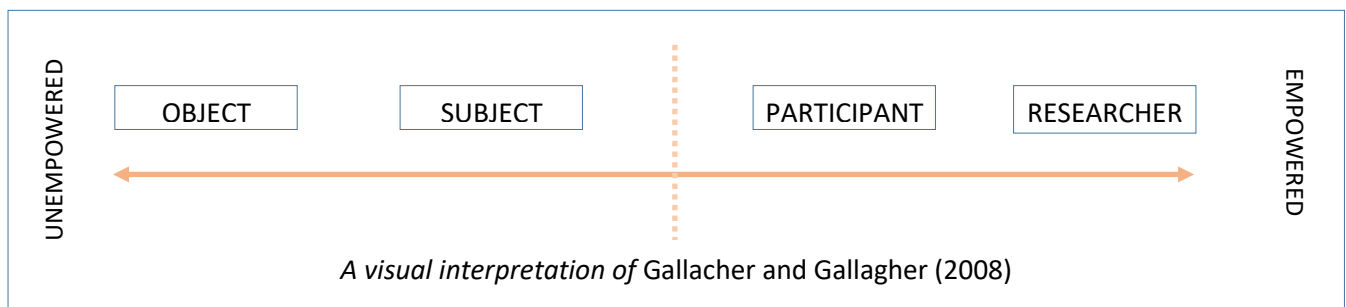 UNEMPOWERED
OBJECT
SUBJECT
PARTICIPANT
RESEARCHER
EMPOWERED
A visual interpretation of Gallacher and Gallagher (2008)